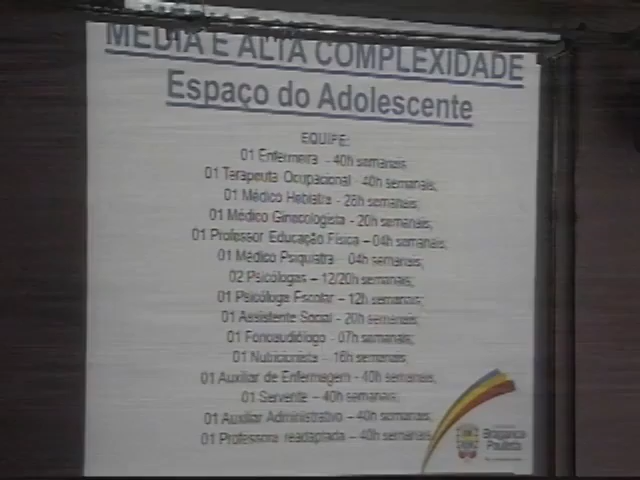 MÉDIA E ALTA COMPLEXIDADE
Espaço do Adolescente
EQUIPE:
01 Enfermeira - 40h semanais;
01 Terapeuta Ocupacional - 40h semanais;
01 Médico Hebiatra - 26h semanais;
01 Médico Ginecologista - 20h semanais;
01 Professor Educação Física – 04h semanais;
01 Médico Psiquiatra – 04h semanais;
02 Psicólogas – 12/20h semanais;
01 Psicóloga Escolar – 12h semanais;
01 Assistente Social - 20h semanais;
01 Fonoaudiólogo - 07h semanais;
01 Nutricionista - 16h semanais;
01 Auxiliar de Enfermagem - 40h semanais;
01 Servente – 40h semanais;
01 Auxiliar Administrativo – 40h semanais;
01 Professora readaptada – 40h semanais
Bragança
Paulista